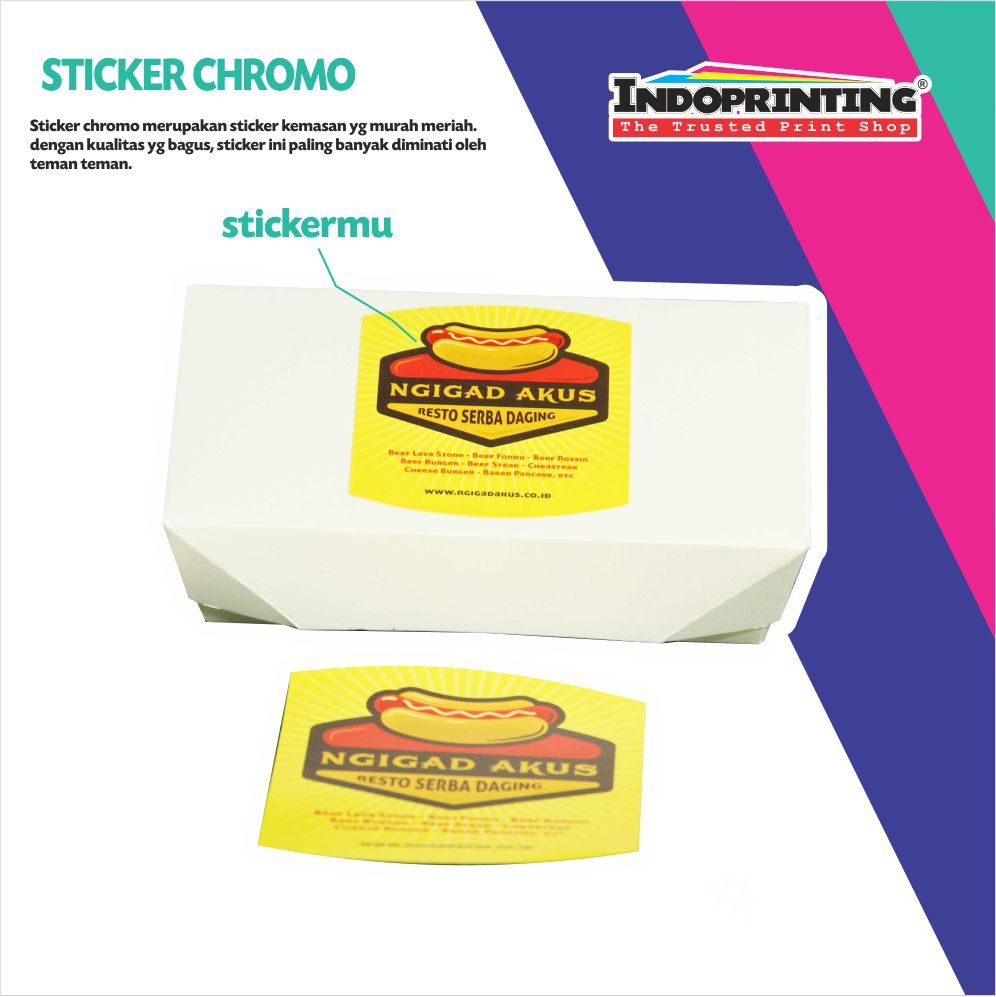 STICKER CHROMO
Sticker chromo merupakan sticker kemasan yg murah meriah.
dengan kualitas yg bagus, sticker ini paling banyak diminati oleh
teman teman.
INDOPRINTING®
The Trusted Print Shop
stickermu
NGIGAD AKUS
RESTO SERBA DAGING
Beef Lava Stone - Beef Fondu - Beef Rossin
Beef Burger - Beef Steak - Cheasteak
Cheese Burger - Baked Pancake, etc
www.ngigadakus.co.id
NGIGAD AKUS
RESTO SERBA DAGING